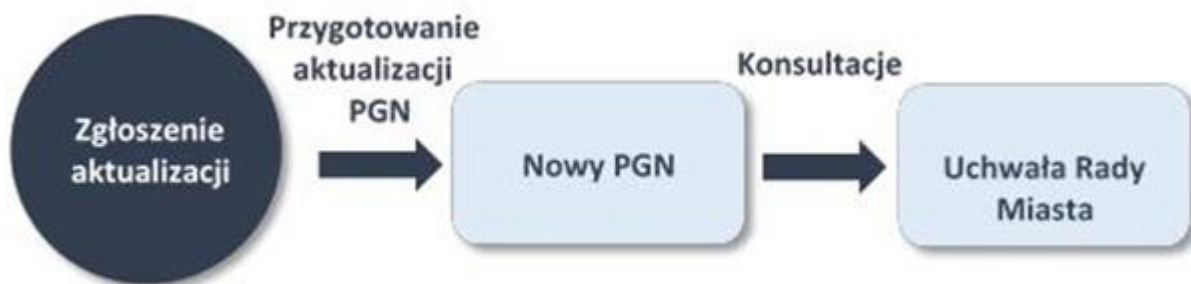 Zgłoszenie
aktualizacji
Przygotowanie
aktualizacji
PGN
Nowy PGN
Konsultacje
Uchwała Rady
Miasta